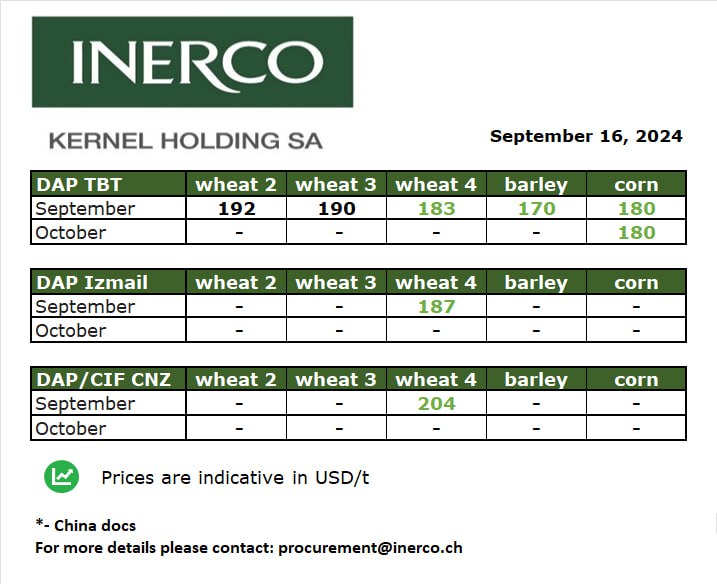 INERCO
KERNEL HOLDING SA
September 16, 2024
DAP TBT wheat 2 wheat 3 wheat 4 barley corn
September 192 190 183 170 180
October - - - - 180
DAP Izmail wheat 2 wheat 3 wheat 4 barley corn
September - - 187 - -
October - - - - -
DAP/CIF CNZ wheat 2 wheat 3 wheat 4 barley corn
September - - 204 - -
October - - - - -
Prices are indicative in USD/t
*- China docs
For more details please contact: procurement@inerco.ch